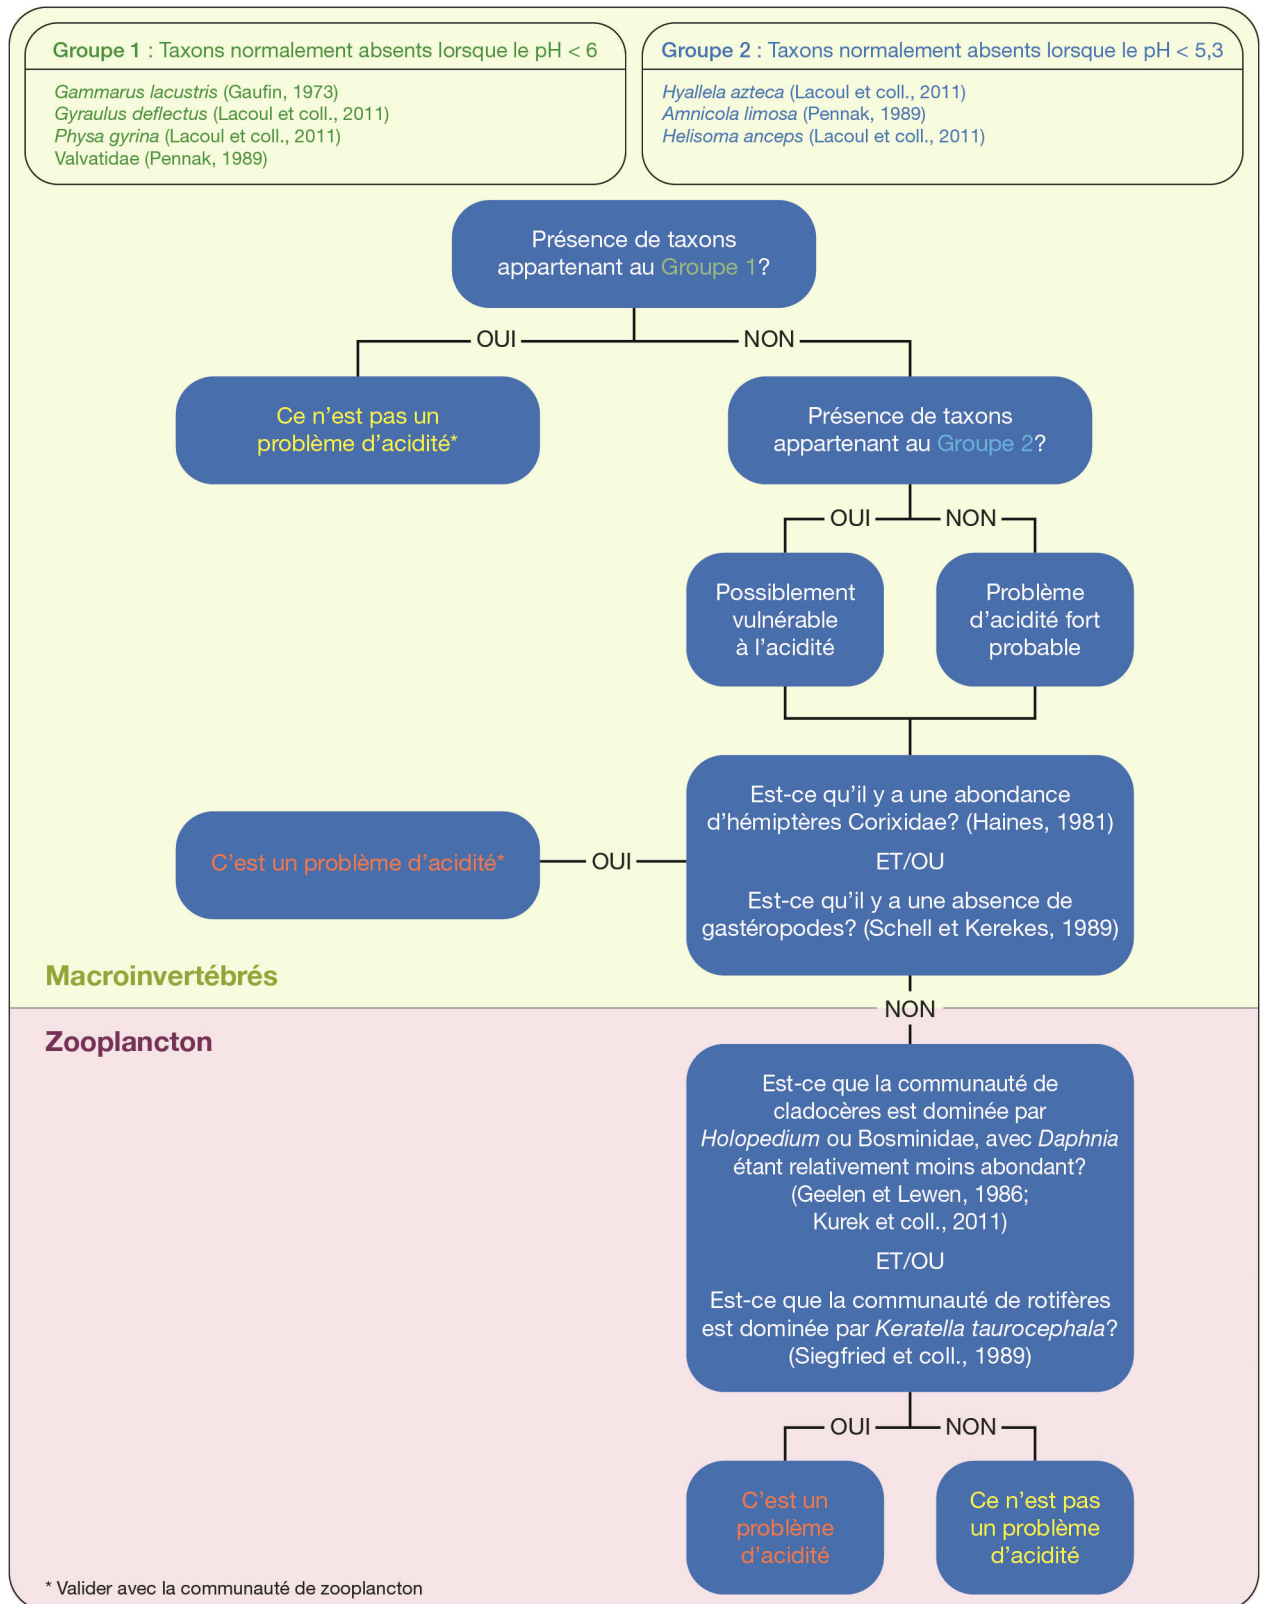 Groupe 1 : Taxons normalement absents lorsque le pH < 6
Gammarus lacustris (Gaufin, 1973)
Gyraulus deflectus (Lacoul et coll., 2011)
Physa gyrina (Lacoul et coll., 2011)
Valvatidae (Pennak, 1989)
Groupe 2 : Taxons normalement absents lorsque le pH < 5,3
Hyallela azteca (Lacoul et coll., 2011)
Amnicola limosa (Pennak, 1989)
Helisoma anceps (Lacoul et coll., 2011)
Présence de taxons
appartenant au Groupe 1?
OUI
NON
Ce n'est pas un
problème d'acidité*
Présence de taxons
appartenant au Groupe 2?
OUI
NON
Possiblement
vulnérable
à l'acidité
Problème
d'acidité fort
probable
Est-ce qu'il y a une abondance
d'hémiptères Corixidae? (Haines, 1981)
ET/OU
Est-ce qu'il y a une absence de
gastéropodes? (Schell et Kerekes, 1989)
OUI
C'est un problème d'acidité*
Macroinvertébrés
NON
Zooplancton
Est-ce que la communauté de
cladocères est dominée par
Holopedium ou Bosminidae, avec Daphnia
étant relativement moins abondant?
(Geelen et Lewen, 1986;
Kurek et coll., 2011)
ET/OU
Est-ce que la communauté de rotifères
est dominée par Keratella taurocephala?
(Siegfried et coll., 1989)
OUI
NON
C'est un
problème
d'acidité
Ce n'est pas
un problème
d'acidité
* Valider avec la communauté de zooplancton